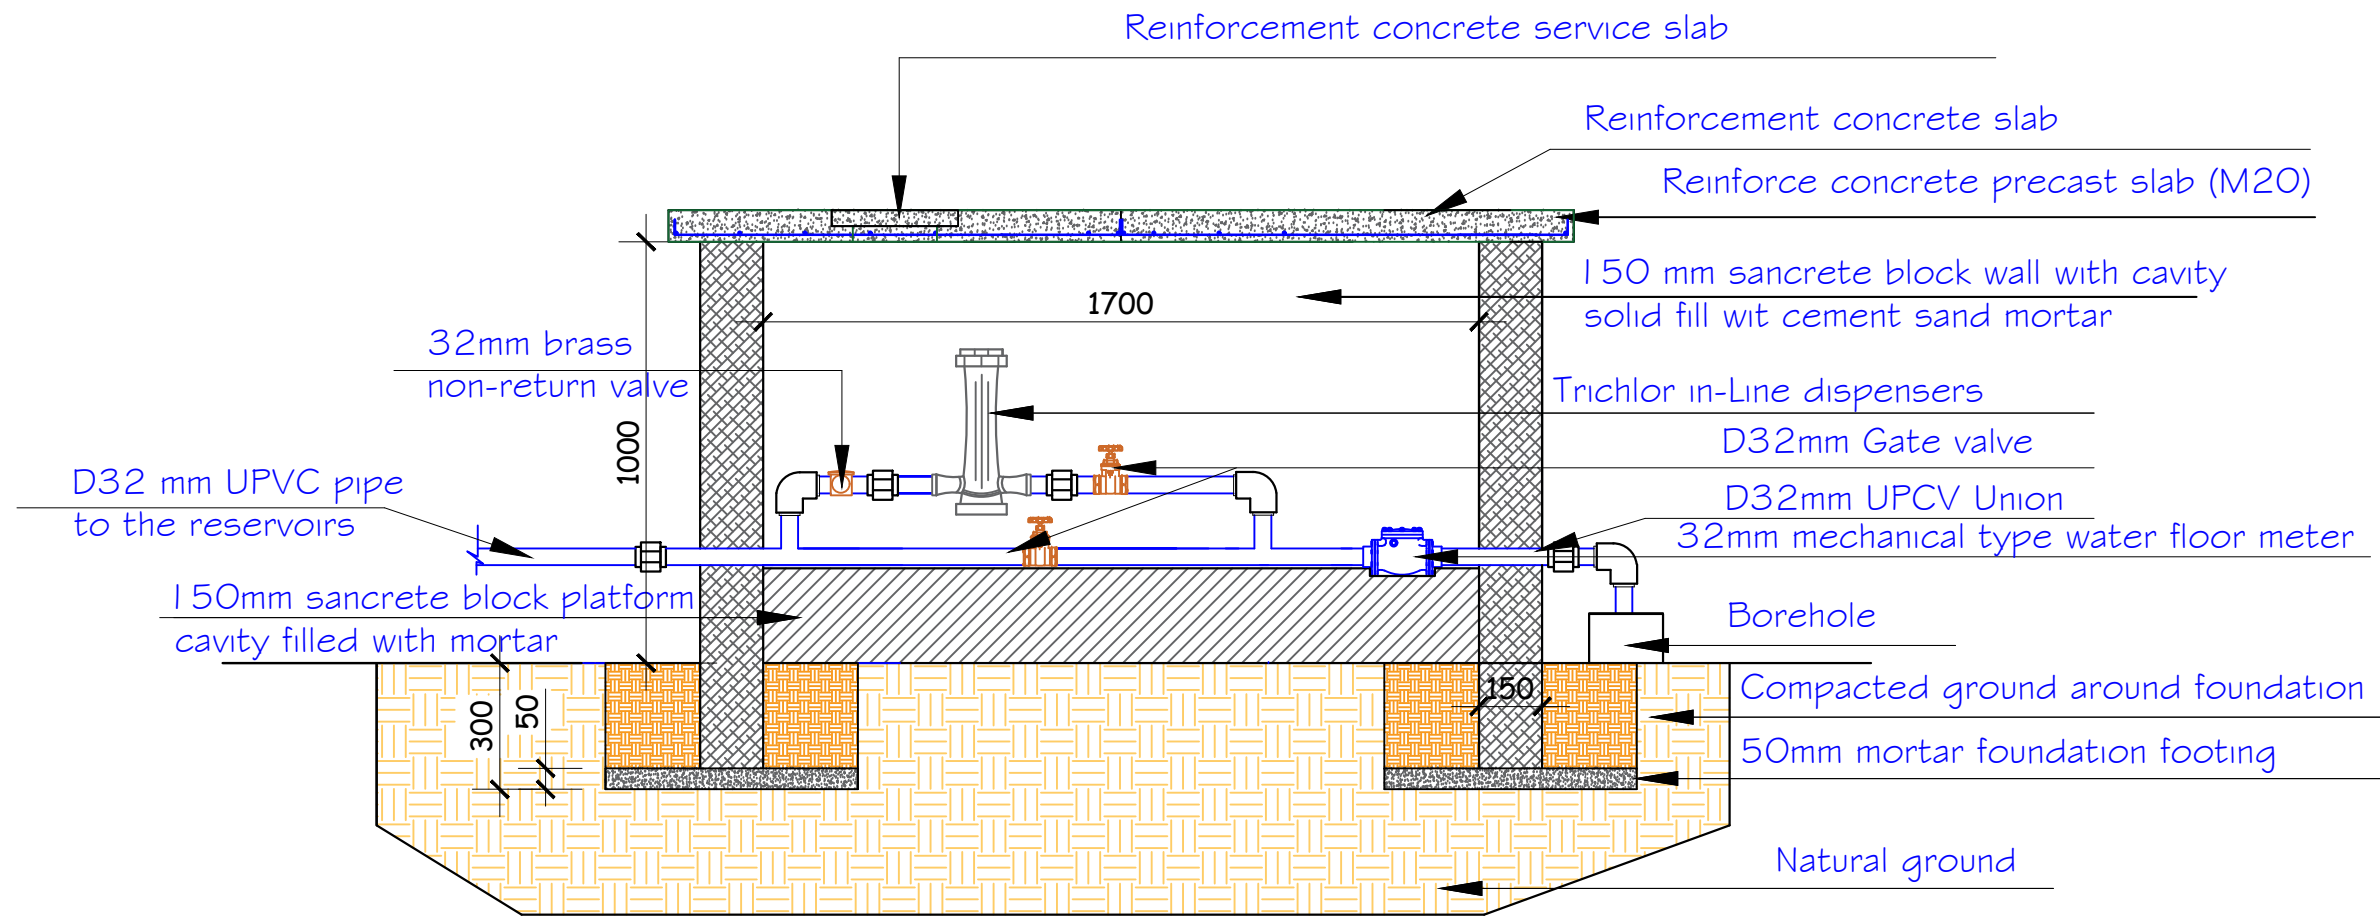 Reinforcement concrete service slab
Reinforcement concrete slab
Reinforce concrete precast slab (M20)
150 mm sancrete block wall with cavity
solid fill wit cement sand mortar
1700
32mm brass
non-return valve
Trichlor in-Line dispensers
1000
D32mm Gate valve
D32 mm UPVC pipe
to the reservoirs
D32mm UPCV Union
32mm mechanical type water floor meter
150mm sancrete block platform
cavity filled with mortar
Borehole
300
50
150
Compacted ground around foundation
50mm mortar foundation footing
Natural ground